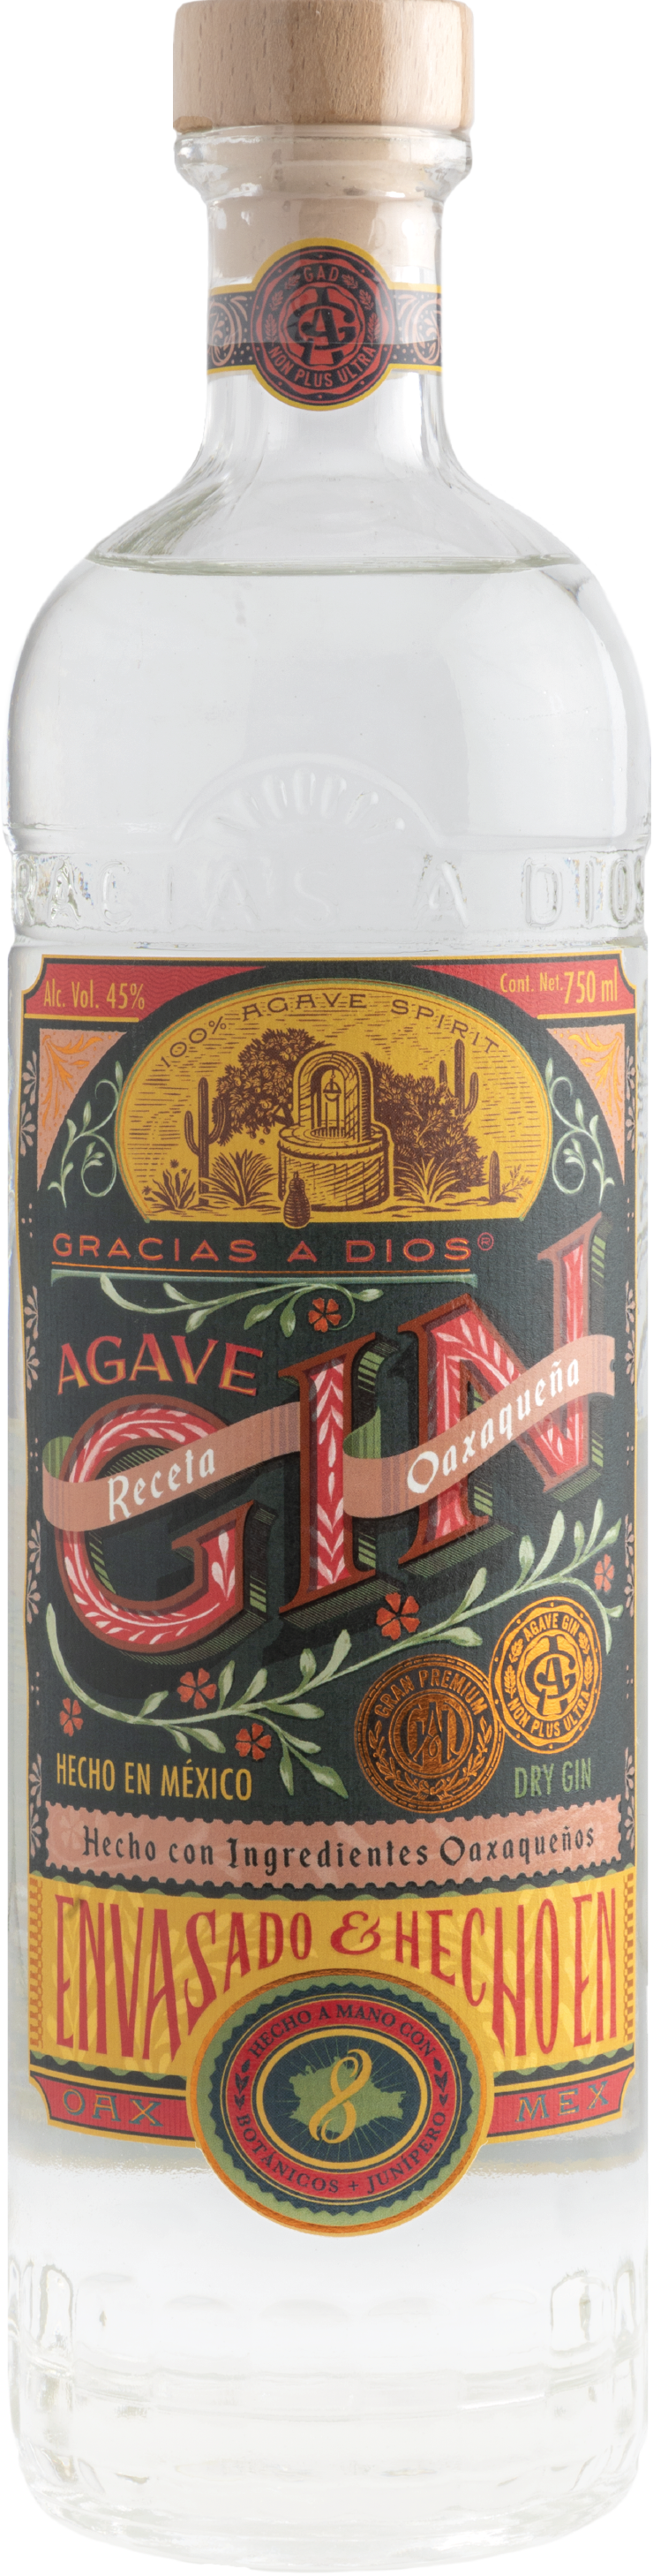 GAD
NON PLUS ULTRA
GRACIAS A DIOS
Alc. Vol. 45%
Cont. Net. 750 ml
100% AGAVE SPIRIT
GRACIAS A DIOS®
AGAVE
GIN
Receta Oaxaqueña
AGAVE GIN
NON PLUS ULTRA
GRAN PREMIUM
GAD
HECHO EN MÉXICO
DRY GIN
Hecho con Ingredientes Oaxaqueños
ENVASADO & HECHO EN
OAX
MEX
HECHO A MANO CON
8
BOTÁNICOS + JUNÍPERO